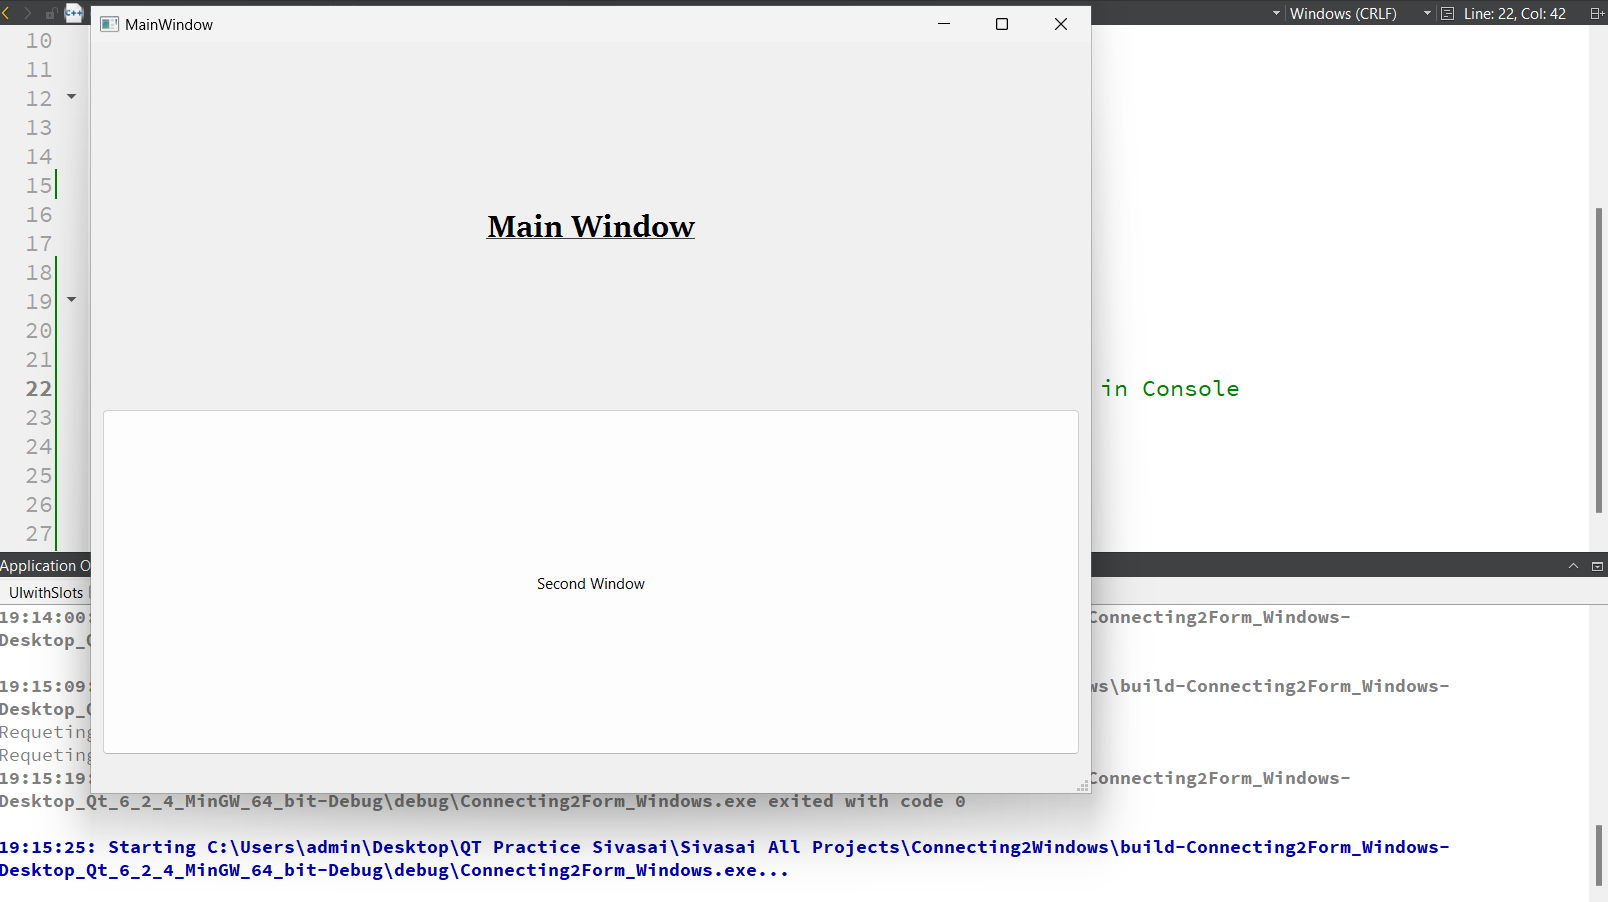 C++
MainWindow
Windows (CRLF)
Line: 22, Col: 42
10
11
12
13
14
15
16
17
18
19
20
21
22
in Console
23
24
25
26
27
Main Window
Second Window
Application O
UIwithSlots
19:14:00: Connecting2Form_Windows-
Desktop_Q
19:15:09: ws\build-Connecting2Form_Windows-
Desktop_Q
Requeting
Requeting
19:15:19: Connecting2Form_Windows-
Desktop_Qt_6_2_4_MinGW_64_bit-Debug\debug\Connecting2Form_Windows.exe exited with code 0
19:15:25: Starting C:\Users\admin\Desktop\QT Practice Sivasai\Sivasai All Projects\Connecting2Windows\build-Connecting2Form_Windows-
Desktop_Qt_6_2_4_MinGW_64_bit-Debug\debug\Connecting2Form_Windows.exe...